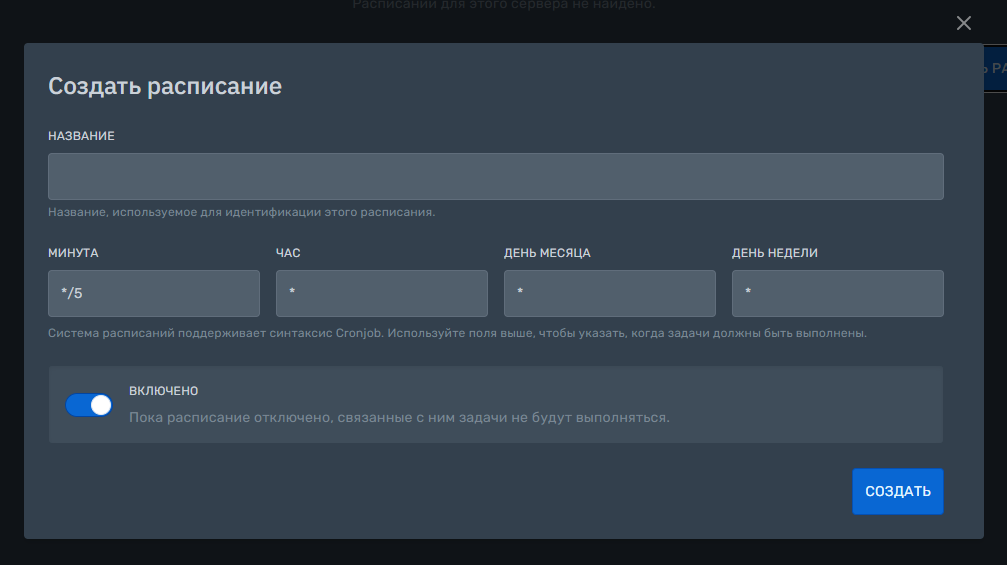 Расписаний для этого сервера не найдено.
Ь РА
Создать расписание
НАЗВАНИЕ
Название, используемое для идентификации этого расписания.
МИНУТА ЧАС ДЕНЬ МЕСЯЦА ДЕНЬ НЕДЕЛИ
*/5 * * *
Система расписаний поддерживает синтаксис Cronjob. Используйте поля выше, чтобы указать, когда задачи должны быть выполнены.
ВКЛЮЧЕНО
Пока расписание отключено, связанные с ним задачи не будут выполняться.
СОЗДАТЬ